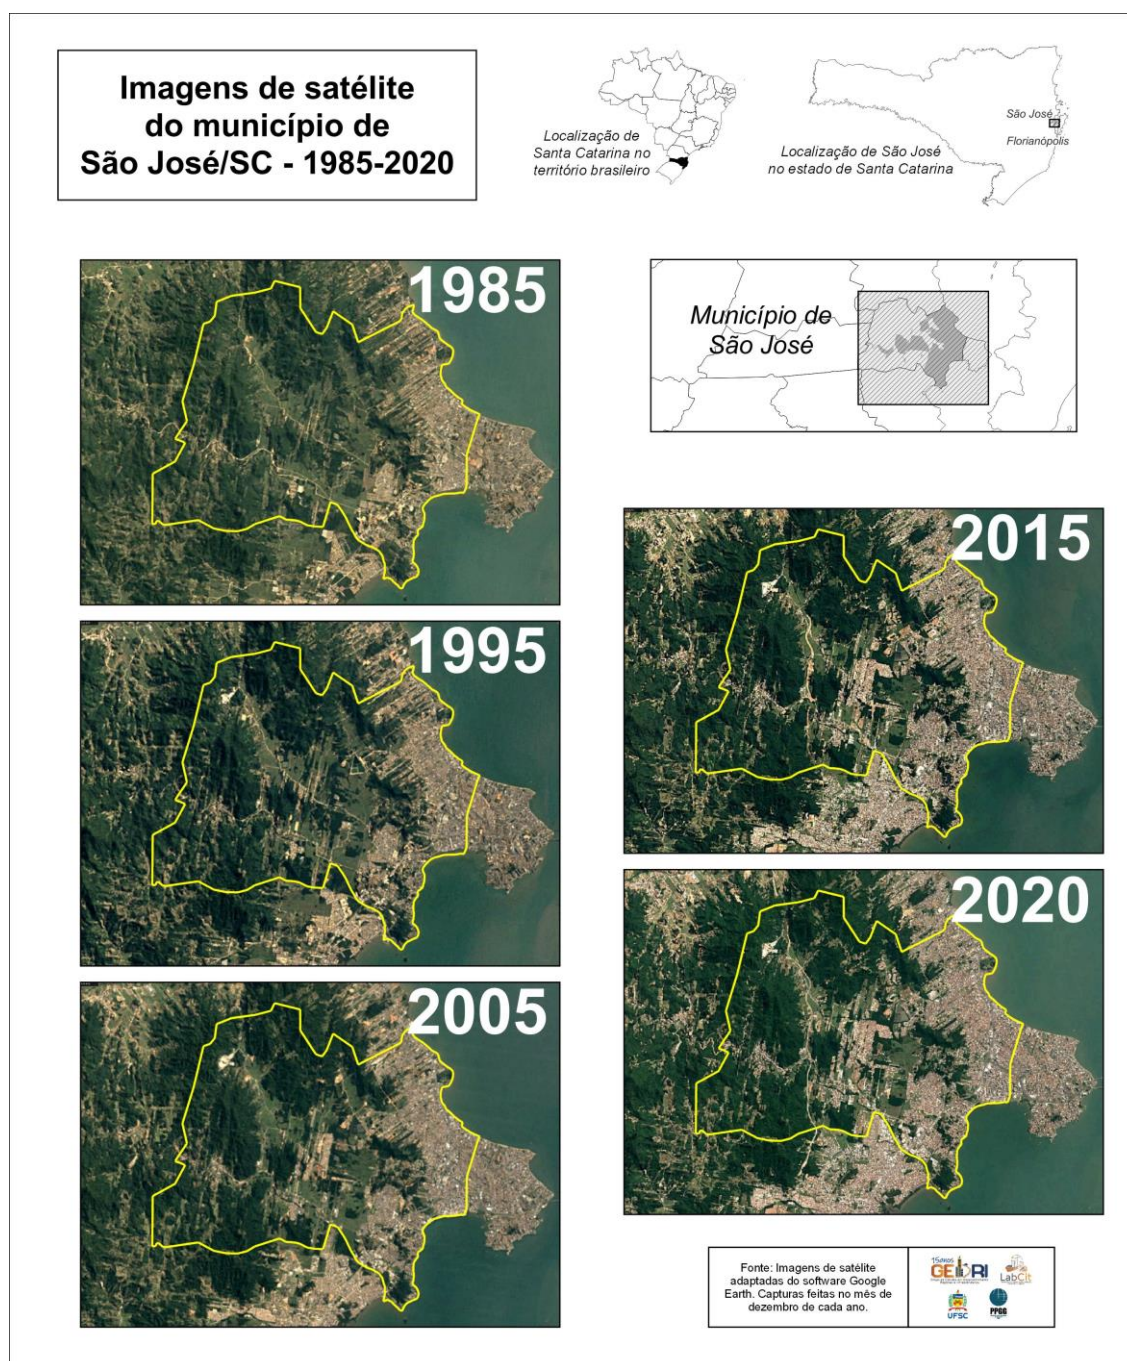 Imagens de satélite
do município de
São José/SC - 1985-2020
Localização de
Santa Catarina no
território brasileiro
São José
Florianópolis
Localização de São José
no estado de Santa Catarina
Município de
São José
1985
1995
2005
2015
2020
Fonte: Imagens de satélite
adaptadas do software Google
Earth. Capturas feitas no mês de
dezembro de cada ano.
15anos
LabCit
UFSC
PPGG